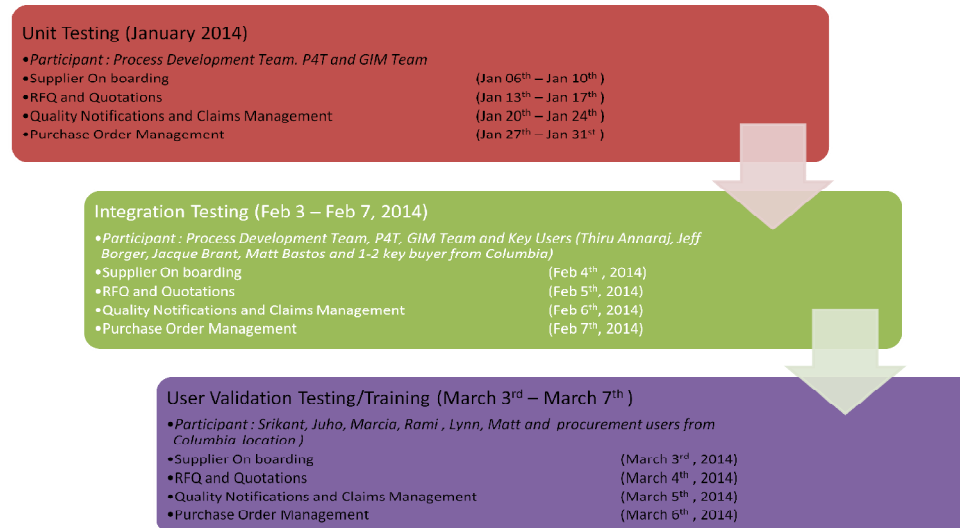 Unit Testing (January 2014)
•Participant : Process Development Team. P4T and GIM Team
•Supplier On boarding (Jan 06th – Jan 10th )
•RFQ and Quotations (Jan 13th – Jan 17th )
•Quality Notifications and Claims Management (Jan 20th – Jan 24th )
•Purchase Order Management (Jan 27th – Jan 31st )
Integration Testing (Feb 3 – Feb 7, 2014)
•Participant : Process Development Team, P4T, GIM Team and Key Users (Thiru Annaraj, Jeff
Borger, Jacque Brant, Matt Bastos and 1-2 key buyer from Columbia)
•Supplier On boarding (Feb 4th , 2014)
•RFQ and Quotations (Feb 5th, 2014)
•Quality Notifications and Claims Management (Feb 6th, 2014)
•Purchase Order Management (Feb 7th, 2014)
User Validation Testing/Training (March 3rd – March 7th )
•Participant : Srikant, Juho, Marcia, Rami , Lynn, Matt and procurement users from
Columbia location )
•Supplier On boarding (March 3rd , 2014)
•RFQ and Quotations (March 4th , 2014)
•Quality Notifications and Claims Management (March 5th , 2014)
•Purchase Order Management (March 6th , 2014)